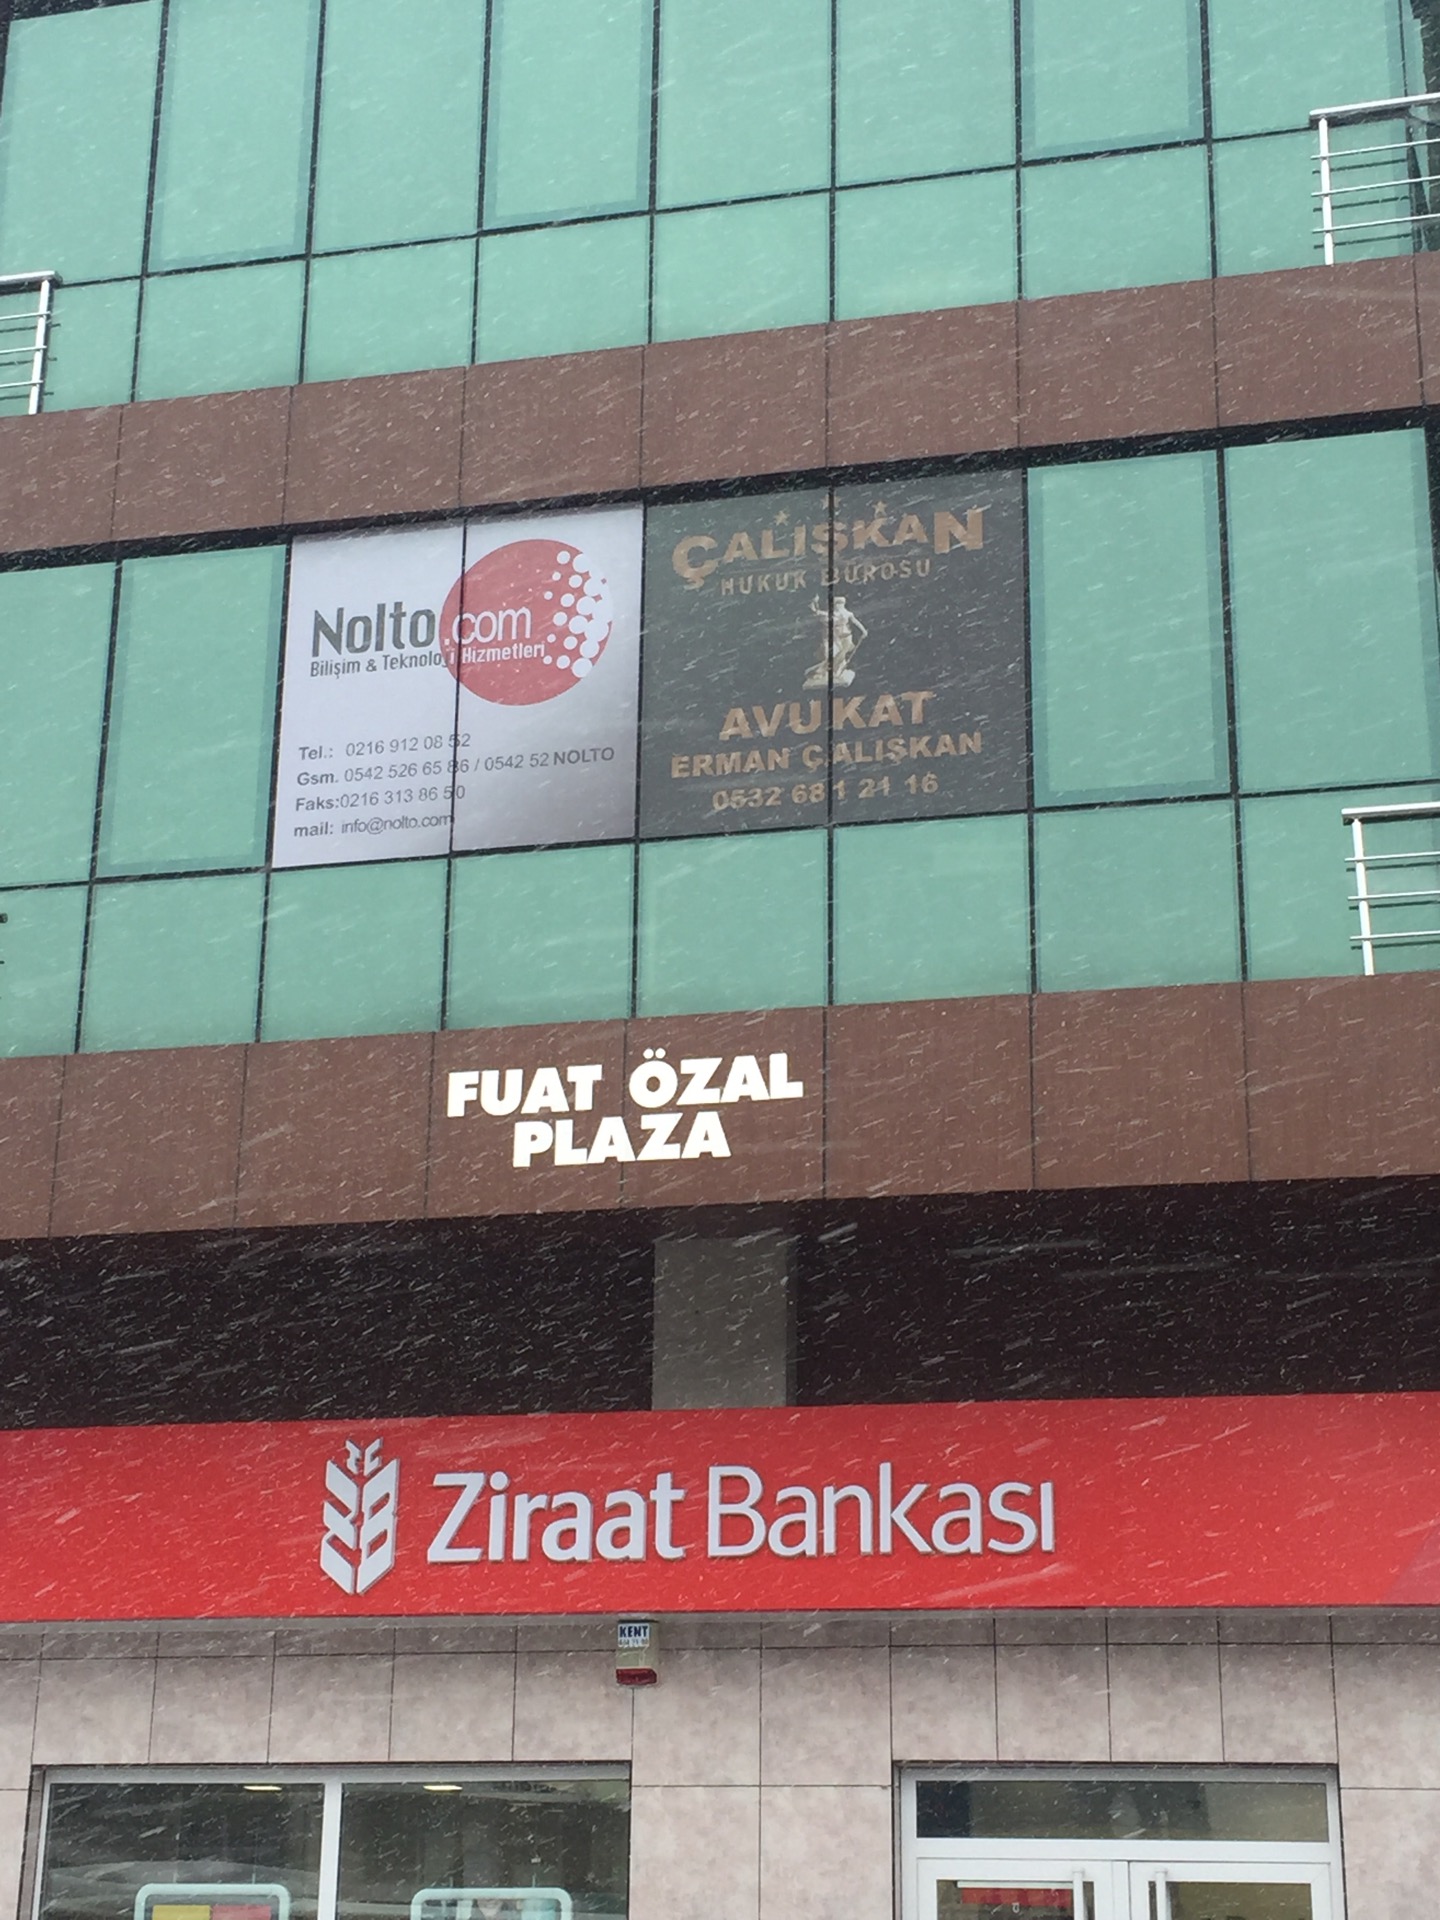 Nolto.com
Bilişim & Teknoloji Hizmetleri
Tel.: 0216 912 08 52
Gsm. 0542 526 65 86 / 0542 52 NOLTO
Faks:0216 313 86 50
mail: info@nolto.com
ÇALIŞKAN
HUKUK BÜROSU
AVUKAT
ERMAN ÇALIŞKAN
0532 681 21 16
FUAT ÖZAL
PLAZA
Ziraat Bankası
KENT